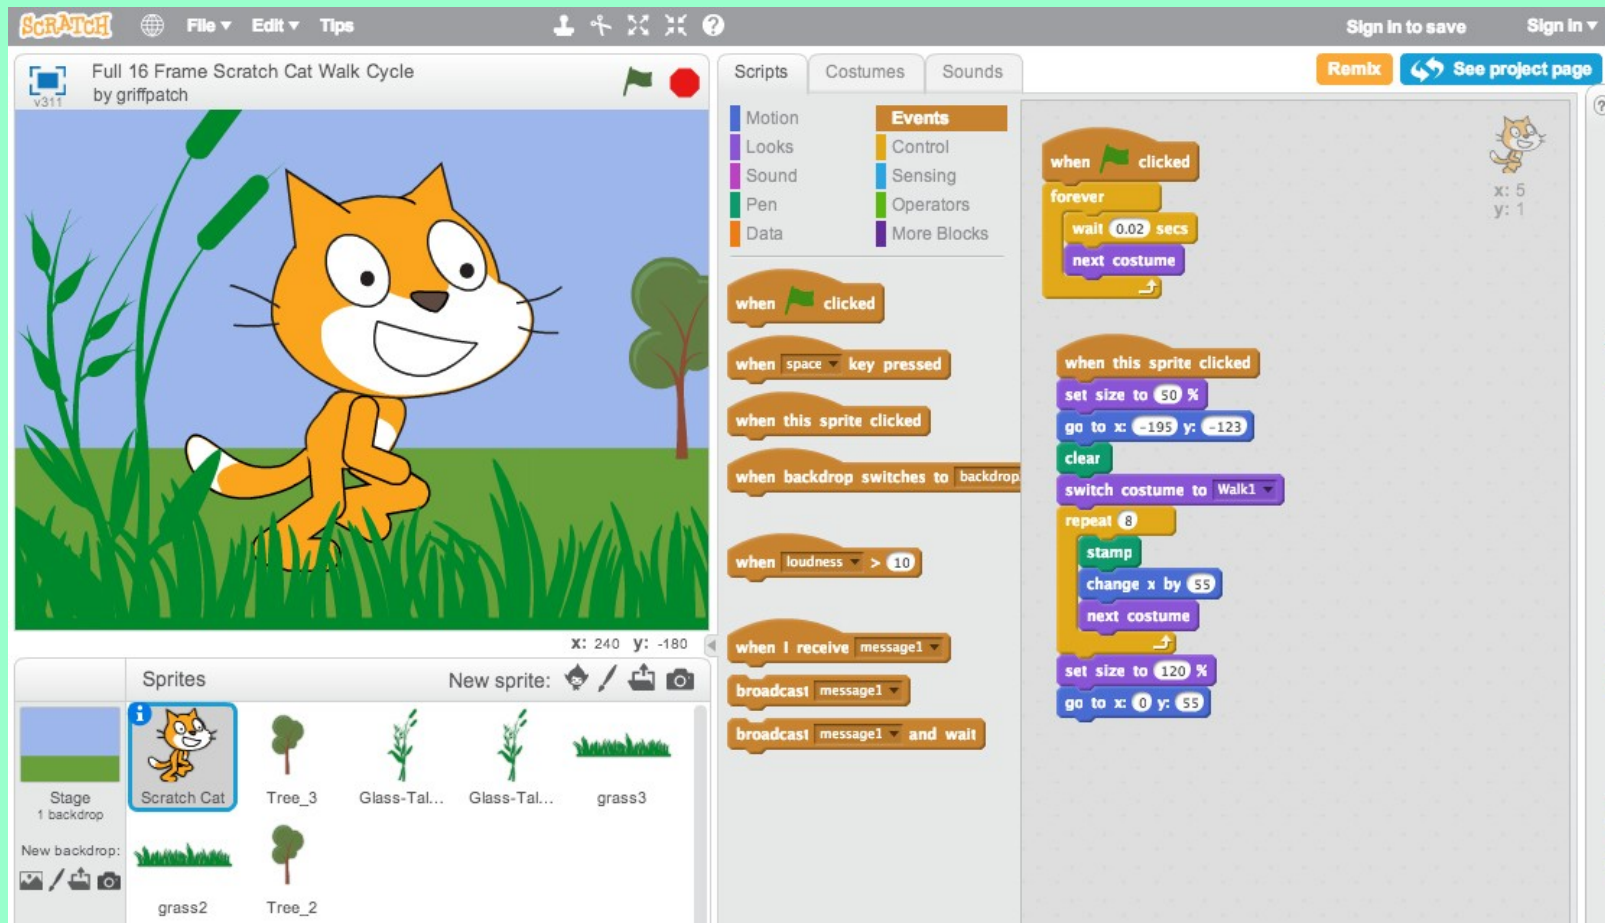 SCRATCH File ▾ Edit ▾ Tips
Sign in to save Sign in ▾
v311
Full 16 Frame Scratch Cat Walk Cycle
by griffpatch
x: 240 y: -180
Sprites New sprite:
Stage
1 backdrop
New backdrop:
Scratch Cat
Tree_3
Glass-Tal...
Glass-Tal...
grass3
grass2
Tree_2
Scripts Costumes Sounds
Remix See project page
Motion
Looks
Sound
Pen
Data
Events
Control
Sensing
Operators
More Blocks
when clicked
when space ▾ key pressed
when this sprite clicked
when backdrop switches to backdrop
when loudness ▾ > 10
when I receive message1 ▾
broadcast message1 ▾
broadcast message1 ▾ and wait
when clicked
forever
wait 0.02 secs
next costume
when this sprite clicked
set size to 50 %
go to x: -195 y: -123
clear
switch costume to Walk1 ▾
repeat 8
stamp
change x by 55
next costume
set size to 120 %
go to x: 0 y: 55
x: 5
y: 1